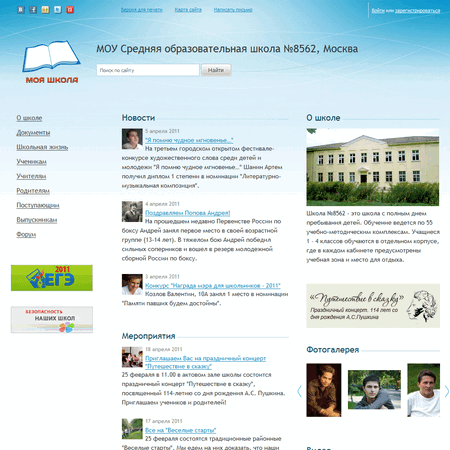 Версия для печати
Карта сайта
Написать письмо
Войти или зарегистрироваться
МОУ Средняя образовательная школа №8562, Москва
Поиск по сайту
Найти
МОЯ ШКОЛА
О школе
Документы
Школьная жизнь
Ученикам
Учителям
Родителям
Поступающим
Выпускникам
Форум
2011
ЕГЭ
БЕЗОПАСНОСТЬ
НАШИХ ШКОЛ
Новости
5 апреля 2011
"Я помню чудное мгновенье..."
На третьем городском открытом фестивале-
конкурсе художественного слова среди детей и
молодежи "Я помню чудное мгновенье..." Шанин Артем
получил диплом 1 степени в номинации "Литературно-
музыкальная композиция".
4 апреля 2011
Поздравляем Попова Андрея!
На прошедшем недавно Первенстве России по
боксу Андрей занял первое место в своей возрастной
группе (13-14 лет). В тяжелом бою Андрей победил
сильных соперников и вошел в резерв молодежной
сборной России по боксу.
3 апреля 2011
Конкурс "Награда мэра для школьников - 2011"
Козлов Валентин, 10А занял 1 место в номинации
"Памяти павших будем достойны".
Мероприятия
18 апреля 2011
Приглашаем Вас на праздничный концерт
"Путешествие в сказку"
25 февраля в 11.00 в актовом зале школы состоится
праздничный концерт "Путешествие в сказку",
посвященный 114-летию со дня рождения А.С. Пушкина.
Приглашаем учеников и родителей!
17 апреля 2011
Все на "Веселые старты"
25 февраля состоятся традиционные районные
"Веселые старты". Мы едем на них доказать, что наши
О школе
Школа №8562 - это школа с полным днем
пребывания детей. Обучение ведется по 55
учебно-методическим комплексам. Учащиеся
1 - 4 классов обучаются в отдельном корпусе,
где в каждом кабинете предусмотрены
учебная зона и место для отдыха.
"Путешествие в сказку"
Праздничный концерт. 114 лет
со дня рождения А.С.Пушкина
Фотогалерея
Видео